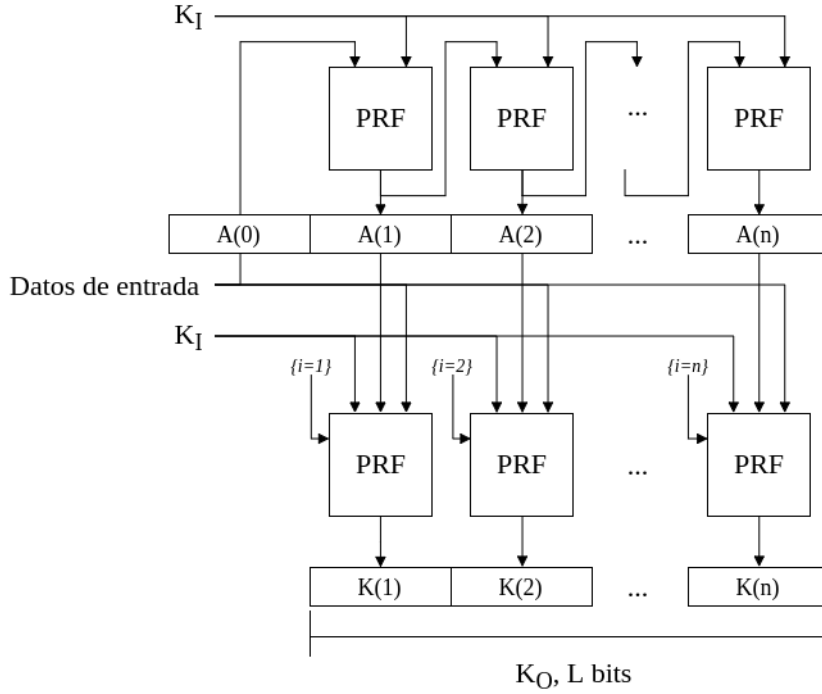 K_I
PRF PRF ... PRF
A(0) A(1) A(2) ... A(n)
Datos de entrada
K_I
{i=1} {i=2} {i=n}
PRF PRF ... PRF
K(1) K(2) ... K(n)
K_O, L bits